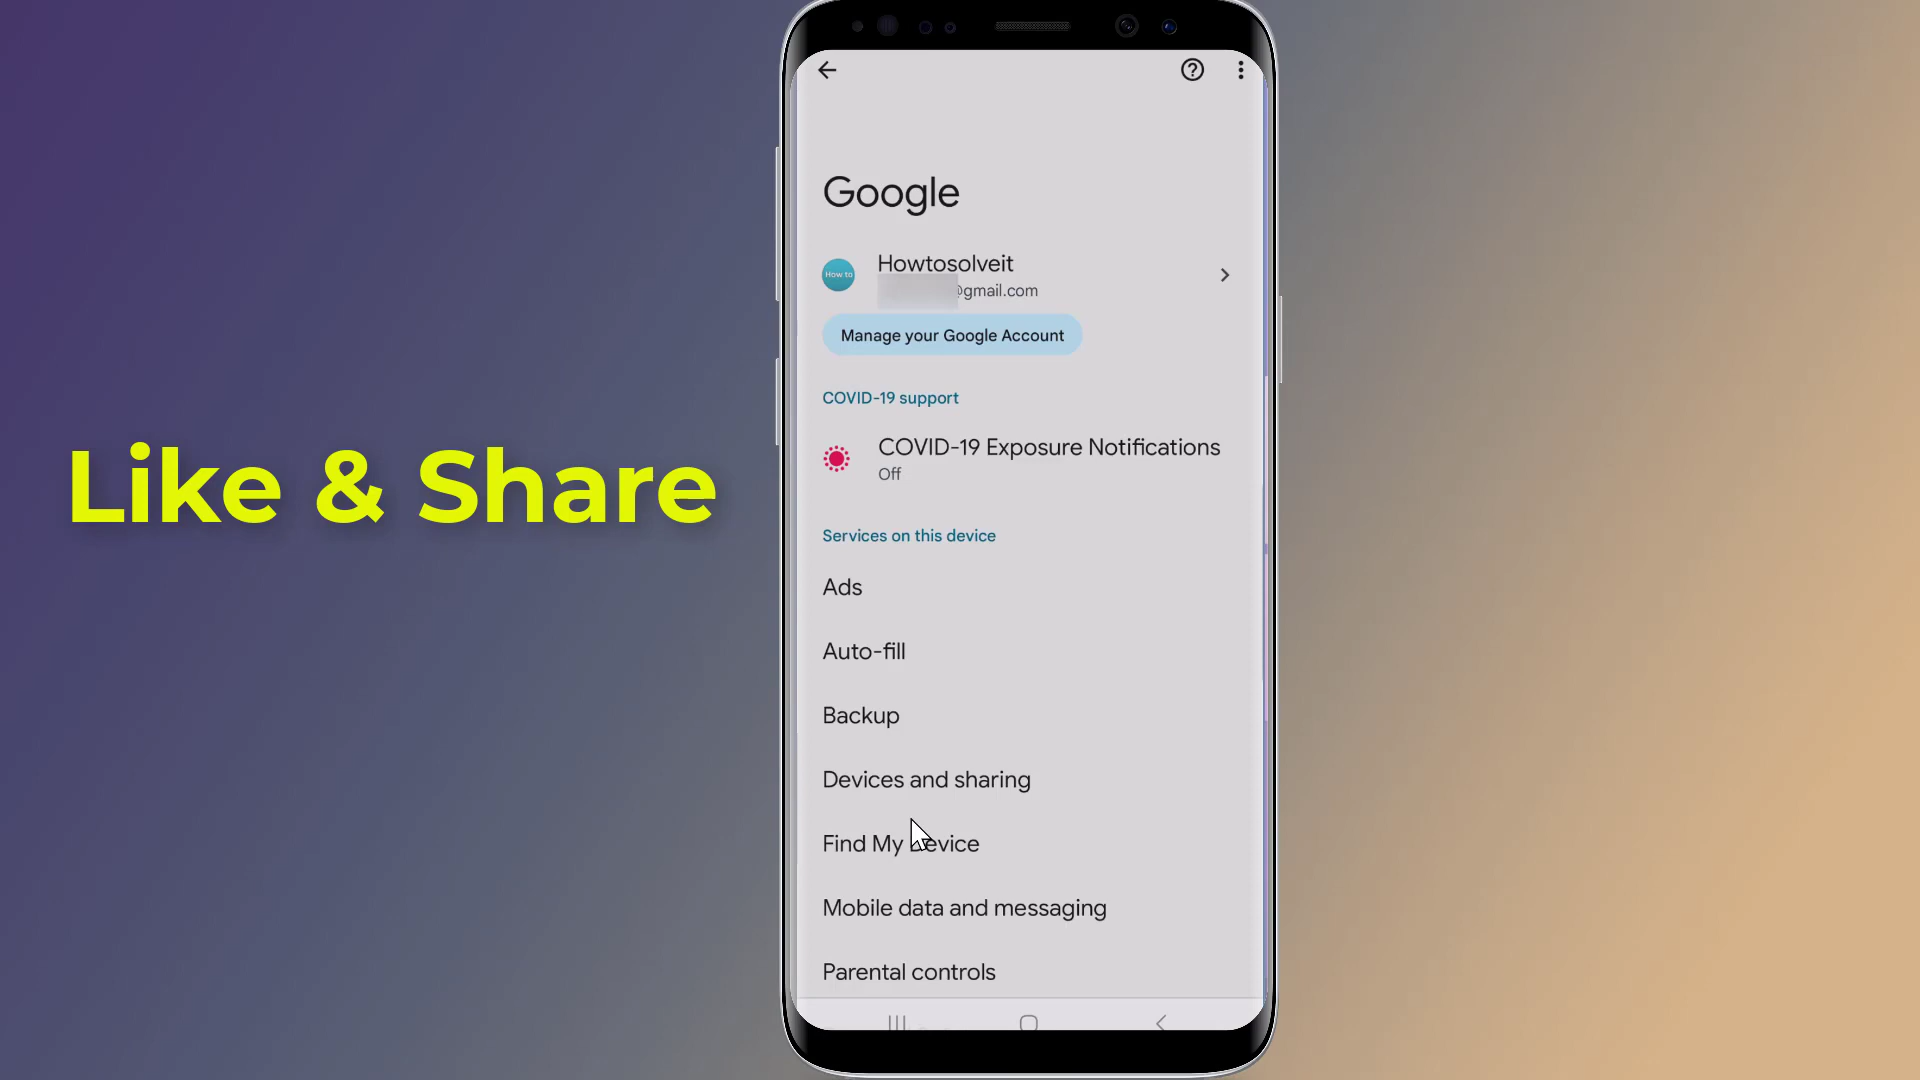 Like & Share
Google
How to
Howtosolveit
@gmail.com
Manage your Google Account
COVID-19 support
COVID-19 Exposure Notifications
Off
Services on this device
Ads
Auto-fill
Backup
Devices and sharing
Find My Device
Mobile data and messaging
Parental controls